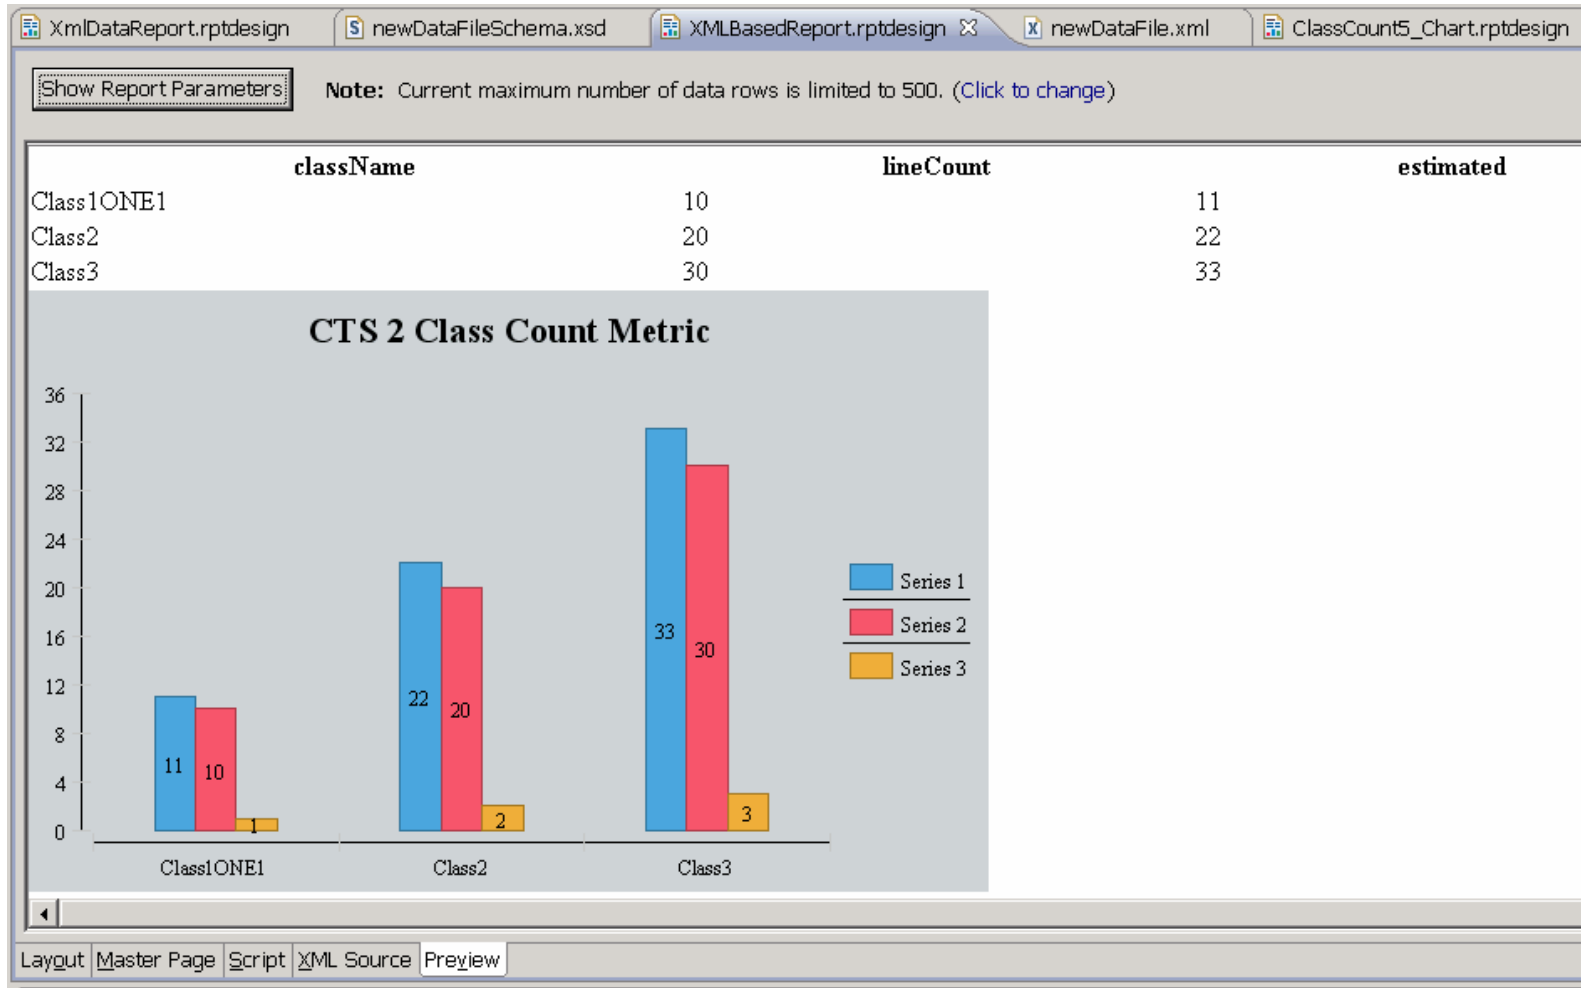 XmlDataReport.rptdesign newDataFileSchema.xsd XMLBasedReport.rptdesign newDataFile.xml ClassCount5_Chart.rptdesign
Show Report Parameters Note: Current maximum number of data rows is limited to 500. (Click to change)
className lineCount estimated
Class1ONE1 10 11
Class2 20 22
Class3 30 33
CTS 2 Class Count Metric
36
32
28
24
20
16
12
8
4
0
11 10 1
22 20 2
33 30 3
Class1ONE1 Class2 Class3
Series 1
Series 2
Series 3
Layout Master Page Script XML Source Preview